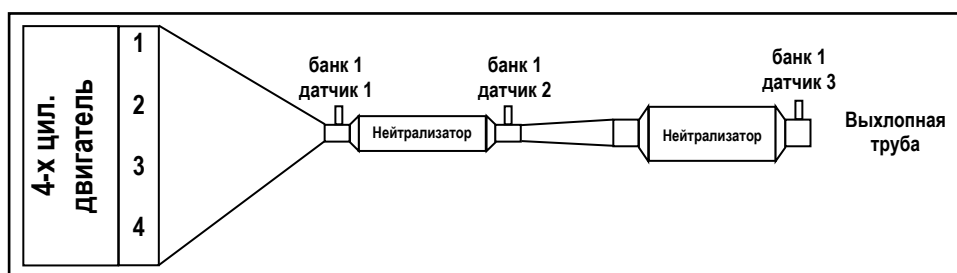 4-х цил.
двигатель
1
2
3
4
банк 1
датчик 1
Нейтрализатор
банк 1
датчик 2
Нейтрализатор
банк 1
датчик 3
Выхлопная
труба